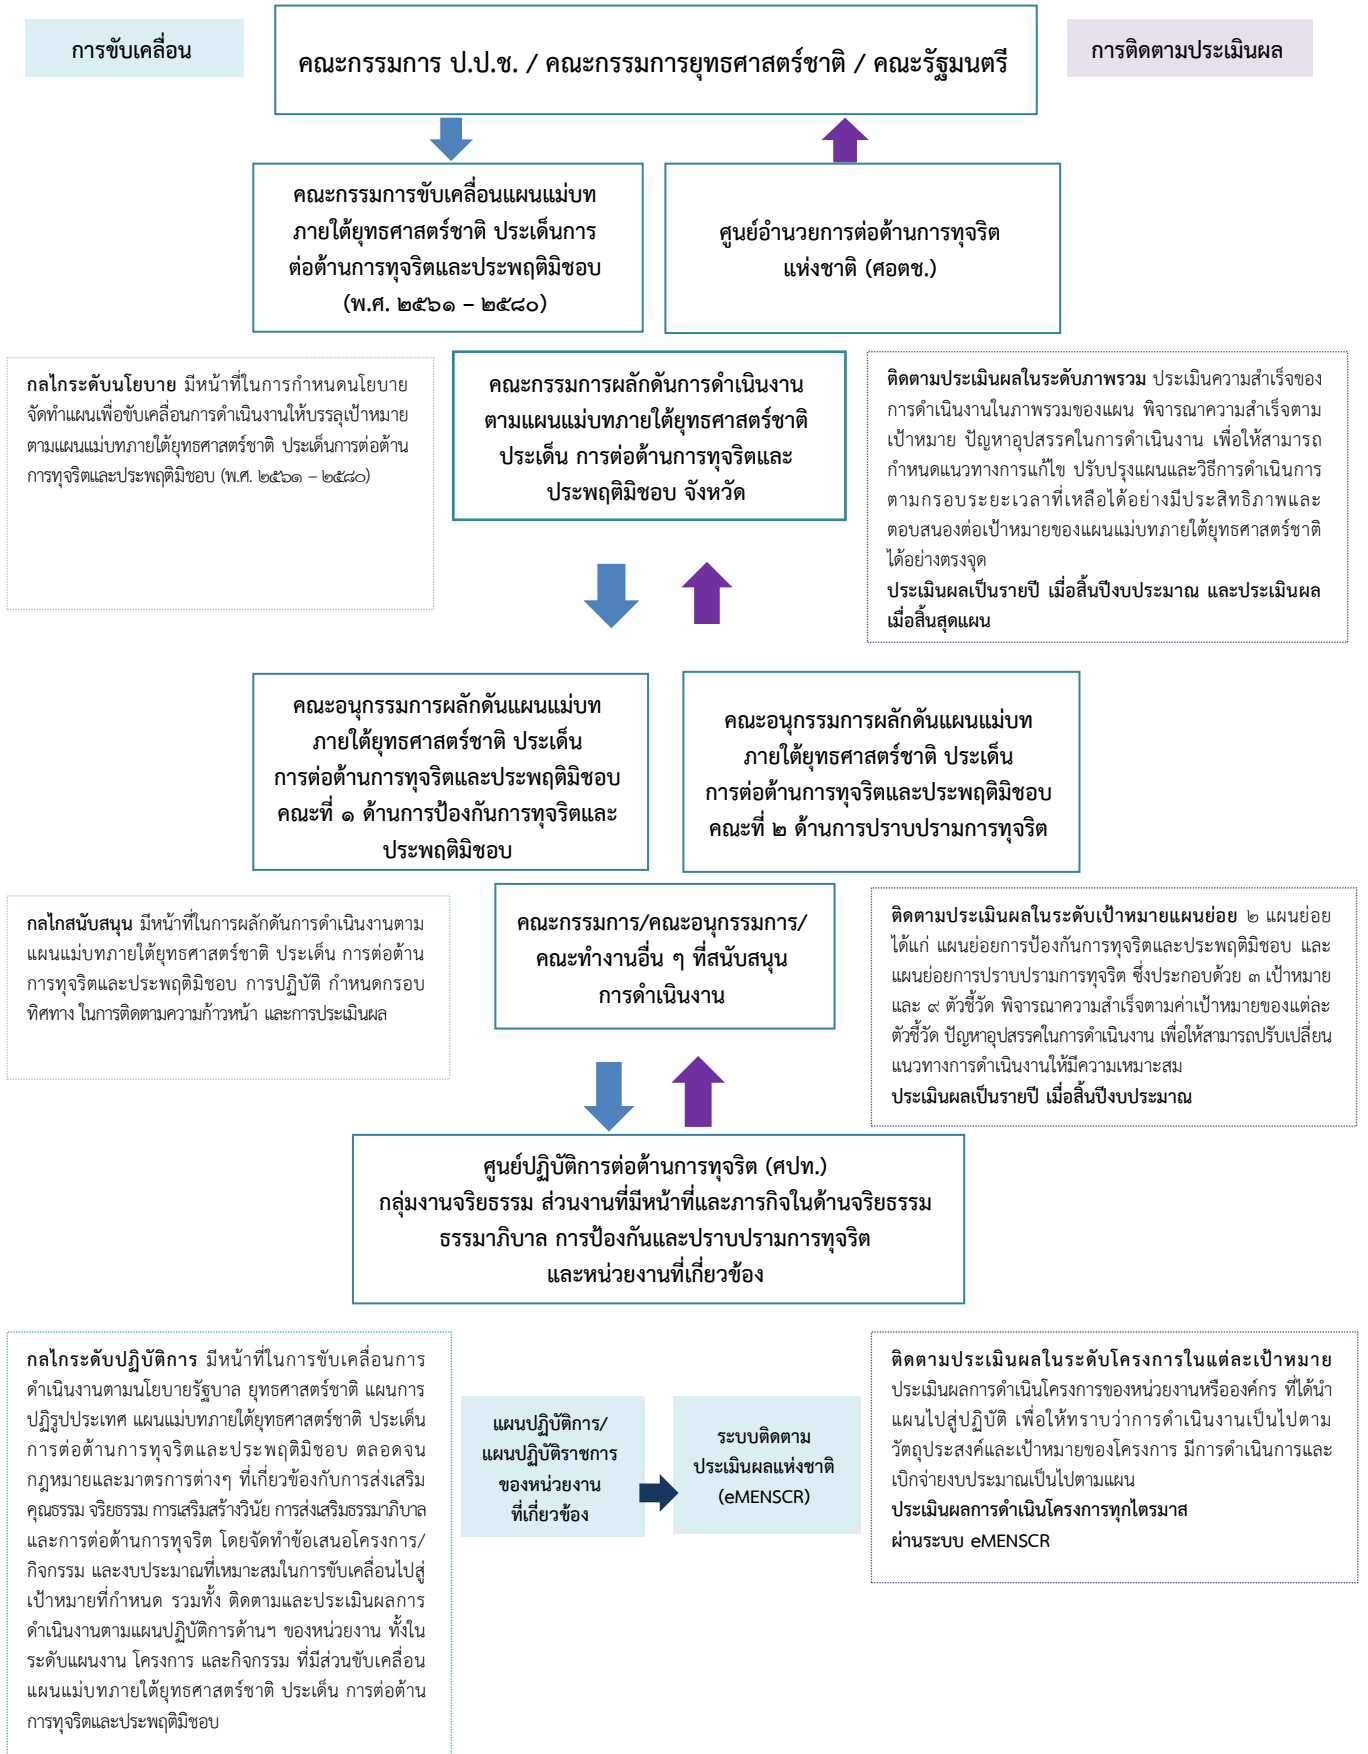 การขับเคลื่อน
คณะกรรมการ ป.ป.ช. / คณะกรรมการยุทธศาสตร์ชาติ / คณะรัฐมนตรี
การติดตามประเมินผล
คณะกรรมการขับเคลื่อนแผนแม่บท
ภายใต้ยุทธศาสตร์ชาติ ประเด็นการ
ต่อต้านการทุจริตและประพฤติมิชอบ
(พ.ศ. ๒๕๖๑ – ๒๕๘๐)
ศูนย์อำนวยการต่อต้านการทุจริต
แห่งชาติ (ศอตช.)
กลไกระดับนโยบาย มีหน้าที่ในการกำหนดนโยบาย
จัดทำแผนเพื่อขับเคลื่อนการดำเนินงานให้บรรลุเป้าหมาย
ตามแผนแม่บทภายใต้ยุทธศาสตร์ชาติ ประเด็นการต่อต้าน
การทุจริตและประพฤติมิชอบ (พ.ศ. ๒๕๖๑ – ๒๕๘๐)
คณะกรรมการผลักดันการดำเนินงาน
ตามแผนแม่บทภายใต้ยุทธศาสตร์ชาติ
ประเด็น การต่อต้านการทุจริตและ
ประพฤติมิชอบ จังหวัด
ติดตามประเมินผลในระดับภาพรวม ประเมินความสำเร็จของ
การดำเนินงานในภาพรวมของแผน พิจารณาความสำเร็จตาม
เป้าหมาย ปัญหาอุปสรรคในการดำเนินงาน เพื่อให้สามารถ
กำหนดแนวทางการแก้ไข ปรับปรุงแผนและวิธีการดำเนินการ
ตามกรอบระยะเวลาที่เหลือได้อย่างมีประสิทธิภาพและ
ตอบสนองต่อเป้าหมายของแผนแม่บทภายใต้ยุทธศาสตร์ชาติ
ได้อย่างตรงจุด
ประเมินผลเป็นรายปี เมื่อสิ้นปีงบประมาณ และประเมินผล
เมื่อสิ้นสุดแผน
คณะอนุกรรมการผลักดันแผนแม่บท
ภายใต้ยุทธศาสตร์ชาติ ประเด็น
การต่อต้านการทุจริตและประพฤติมิชอบ
คณะที่ ๑ ด้านการป้องกันการทุจริตและ
ประพฤติมิชอบ
คณะอนุกรรมการผลักดันแผนแม่บท
ภายใต้ยุทธศาสตร์ชาติ ประเด็น
การต่อต้านการทุจริตและประพฤติมิชอบ
คณะที่ ๒ ด้านการปราบปรามการทุจริต
กลไกสนับสนุน มีหน้าที่ในการผลักดันการดำเนินงานตาม
แผนแม่บทภายใต้ยุทธศาสตร์ชาติ ประเด็น การต่อต้าน
การทุจริตและประพฤติมิชอบ การปฏิบัติ กำหนดกรอบ
ทิศทาง ในการติดตามความก้าวหน้า และการประเมินผล
คณะกรรมการ/คณะอนุกรรมการ/
คณะทำงานอื่น ๆ ที่สนับสนุน
การดำเนินงาน
ติดตามประเมินผลในระดับเป้าหมายแผนย่อย ๒ แผนย่อย
ได้แก่ แผนย่อยการป้องกันการทุจริตและประพฤติมิชอบ และ
แผนย่อยการปราบปรามการทุจริต ซึ่งประกอบด้วย ๓ เป้าหมาย
และ ๙ ตัวชี้วัด พิจารณาความสำเร็จตามค่าเป้าหมายของแต่ละ
ตัวชี้วัด ปัญหาอุปสรรคในการดำเนินงาน เพื่อให้สามารถปรับเปลี่ยน
แนวทางการดำเนินงานให้มีความเหมาะสม
ประเมินผลเป็นรายปี เมื่อสิ้นปีงบประมาณ
ศูนย์ปฏิบัติการต่อต้านการทุจริต (ศปท.)
กลุ่มงานจริยธรรม ส่วนงานที่มีหน้าที่และภารกิจในด้านจริยธรรม
ธรรมาภิบาล การป้องกันและปราบปรามการทุจริต
และหน่วยงานที่เกี่ยวข้อง
กลไกระดับปฏิบัติการ มีหน้าที่ในการขับเคลื่อนการ
ดำเนินงานตามนโยบายรัฐบาล ยุทธศาสตร์ชาติ แผนการ
ปฏิรูปประเทศ แผนแม่บทภายใต้ยุทธศาสตร์ชาติ ประเด็น
การต่อต้านการทุจริตและประพฤติมิชอบ ตลอดจน
กฎหมายและมาตรการต่างๆ ที่เกี่ยวข้องกับการส่งเสริม
คุณธรรม จริยธรรม การเสริมสร้างวินัย การส่งเสริมธรรมาภิบาล
และการต่อต้านการทุจริต โดยจัดทำข้อเสนอโครงการ/
กิจกรรม และงบประมาณที่เหมาะสมในการขับเคลื่อนไปสู่
เป้าหมายที่กำหนด รวมทั้ง ติดตามและประเมินผลการ
ดำเนินงานตามแผนปฏิบัติการด้านฯ ของหน่วยงาน ทั้งใน
ระดับแผนงาน โครงการ และกิจกรรม ที่มีส่วนขับเคลื่อน
แผนแม่บทภายใต้ยุทธศาสตร์ชาติ ประเด็น การต่อต้าน
การทุจริตและประพฤติมิชอบ
แผนปฏิบัติการ/
แผนปฏิบัติราชการ
ของหน่วยงาน
ที่เกี่ยวข้อง
ระบบติดตาม
ประเมินผลแห่งชาติ
(eMENSCR)
ติดตามประเมินผลในระดับโครงการในแต่ละเป้าหมาย
ประเมินผลการดำเนินโครงการของหน่วยงานหรือองค์กร ที่ได้นำ
แผนไปสู่ปฏิบัติ เพื่อให้ทราบว่าการดำเนินงานเป็นไปตาม
วัตถุประสงค์และเป้าหมายของโครงการ มีการดำเนินการและ
เบิกจ่ายงบประมาณเป็นไปตามแผน
ประเมินผลการดำเนินโครงการทุกไตรมาส
ผ่านระบบ eMENSCR